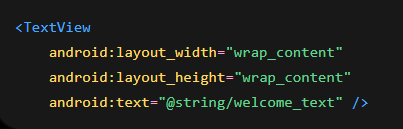 <TextView
    android:layout_width="wrap_content"
    android:layout_height="wrap_content"
    android:text="@string/welcome_text" />